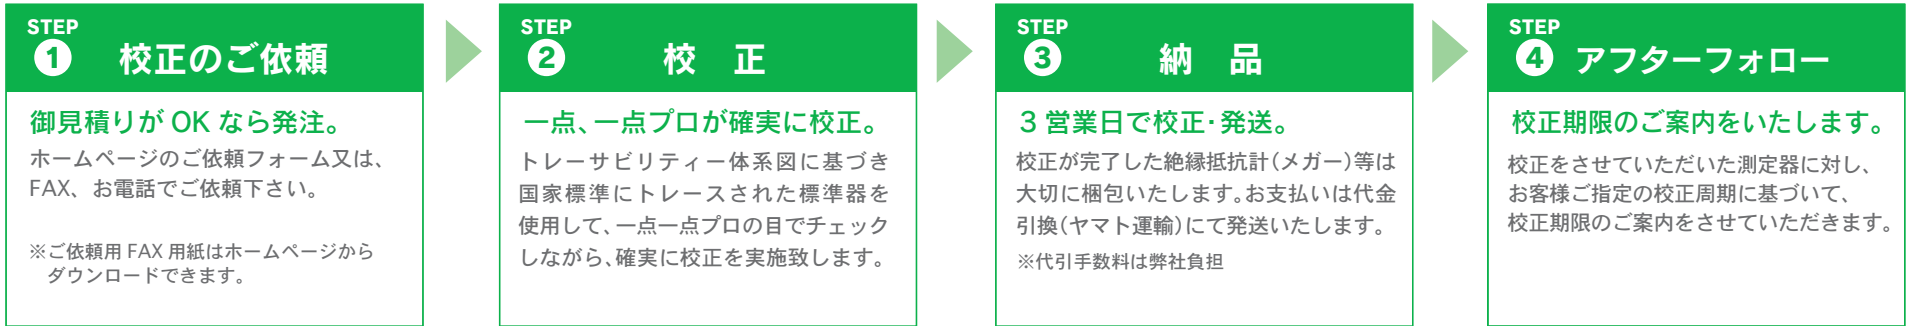 STEP
1 校正のご依頼
御見積りが OK なら発注。
ホームページのご依頼フォーム又は、
FAX、お電話でご依頼下さい。
※ご依頼用 FAX 用紙はホームページから
ダウンロードできます。
STEP
2 校 正
一点、一点プロが確実に校正。
トレーサビリティー体系図に基づき
国家標準にトレースされた標準器を
使用して、一点一点プロの目でチェック
しながら、確実に校正を実施致します。
STEP
3 納 品
3 営業日で校正・発送。
校正が完了した絶縁抵抗計(メガー)等は
大切に梱包いたします。お支払いは代金
引換(ヤマト運輸)にて発送いたします。
※代引手数料は弊社負担
STEP
4 アフターフォロー
校正期限のご案内をいたします。
校正をさせていただいた測定器に対し、
お客様ご指定の校正周期に基づいて、
校正期限のご案内をさせていただきます。